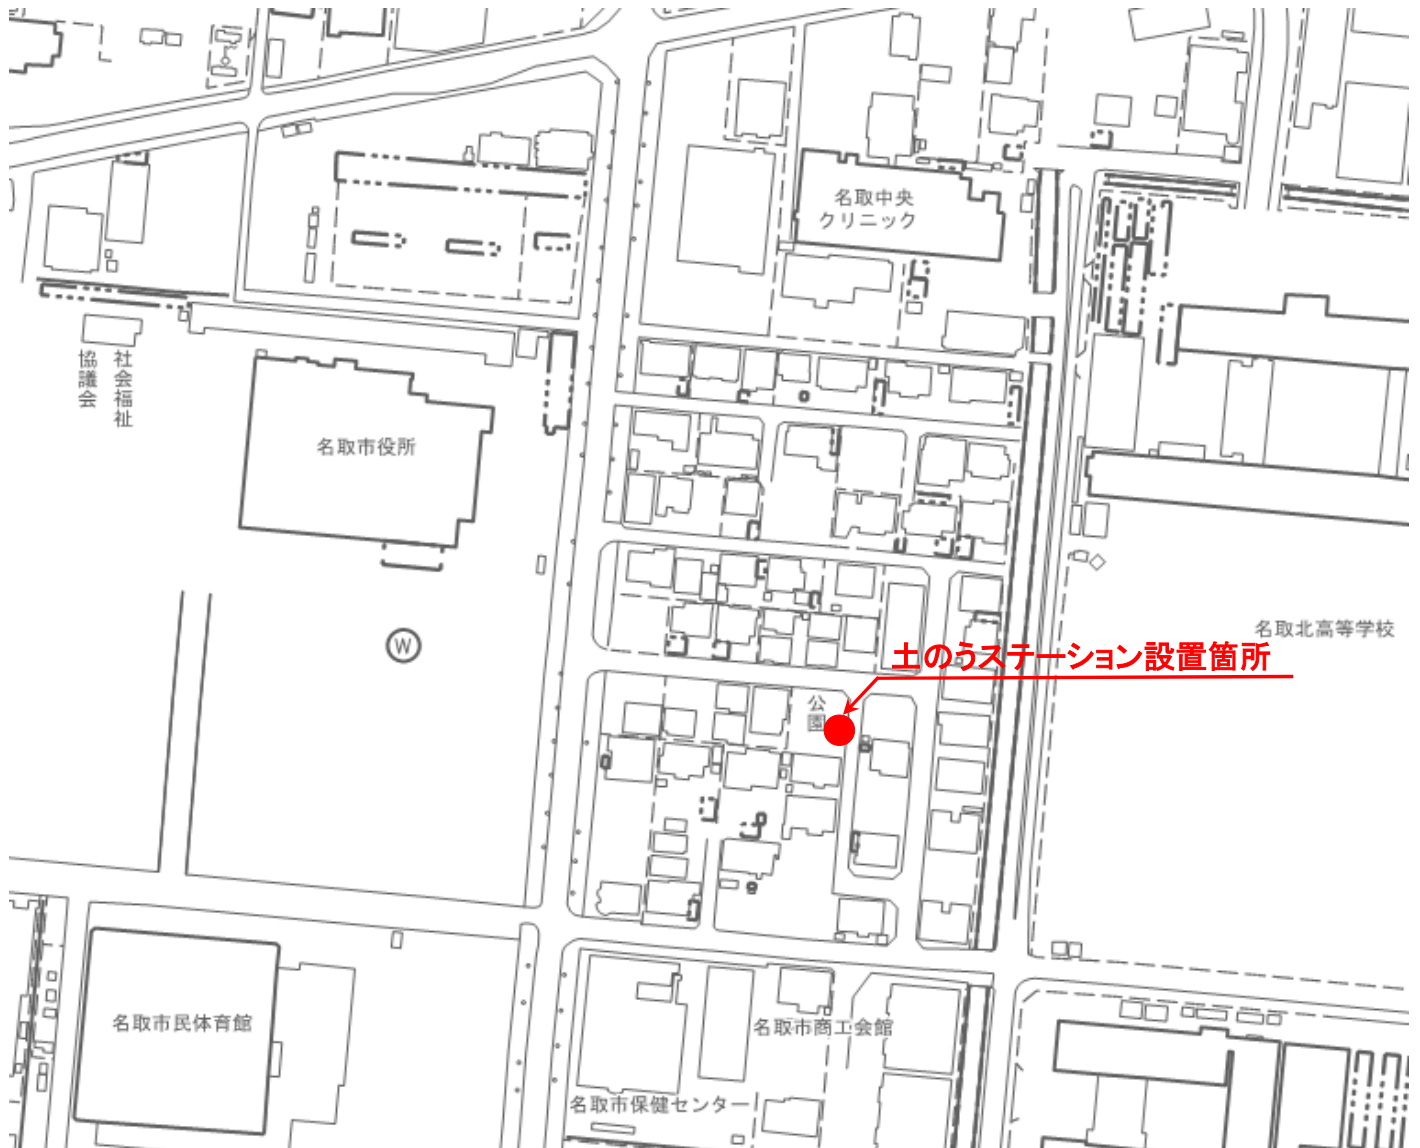 名取中央
クリニック
社会福祉
協議会
名取市役所
W
名取北高等学校
土のうステーション設置箇所
公園
名取市民体育館
名取市商工会館
名取市保健センター